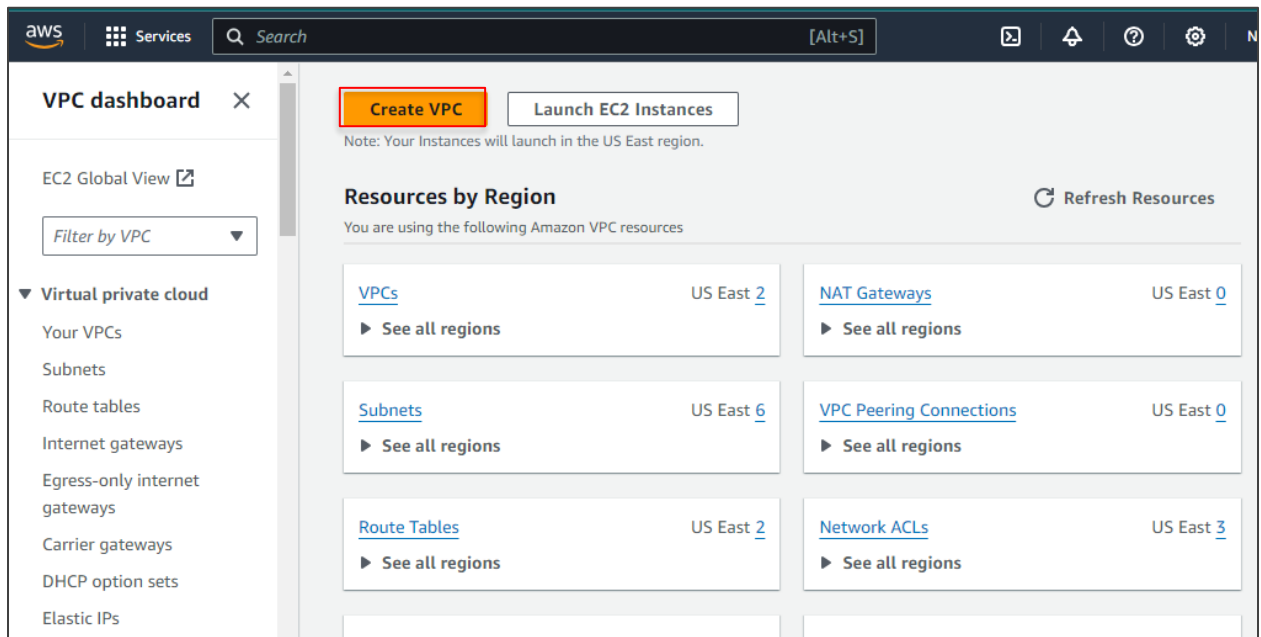 aws
Services
Search
[Alt+S]
N
VPC dashboard
EC2 Global View
Filter by VPC
Virtual private cloud
Your VPCs
Subnets
Route tables
Internet gateways
Egress-only internet
gateways
Carrier gateways
DHCP option sets
Elastic IPs
Create VPC
Launch EC2 Instances
Note: Your Instances will launch in the US East region.
Resources by Region
Refresh Resources
You are using the following Amazon VPC resources
VPCs US East 2
See all regions
NAT Gateways US East 0
See all regions
Subnets US East 6
See all regions
VPC Peering Connections US East 0
See all regions
Route Tables US East 2
See all regions
Network ACLs US East 3
See all regions